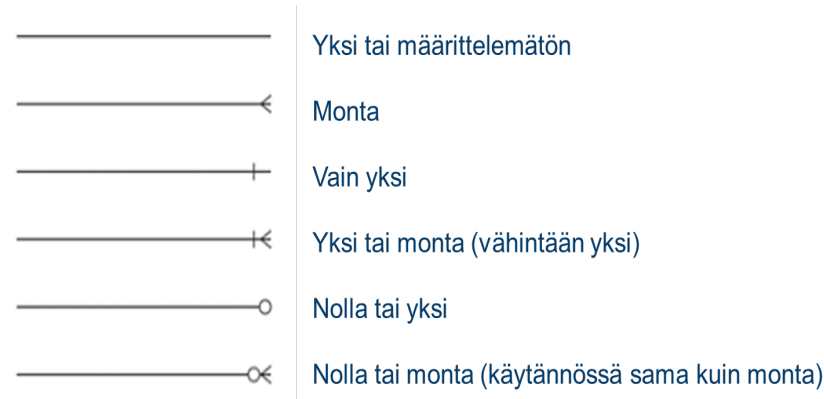 Yksi tai määrittelemätön
Monta
Vain yksi
Yksi tai monta (vähintään yksi)
Nolla tai yksi
Nolla tai monta (käytännössä sama kuin monta)